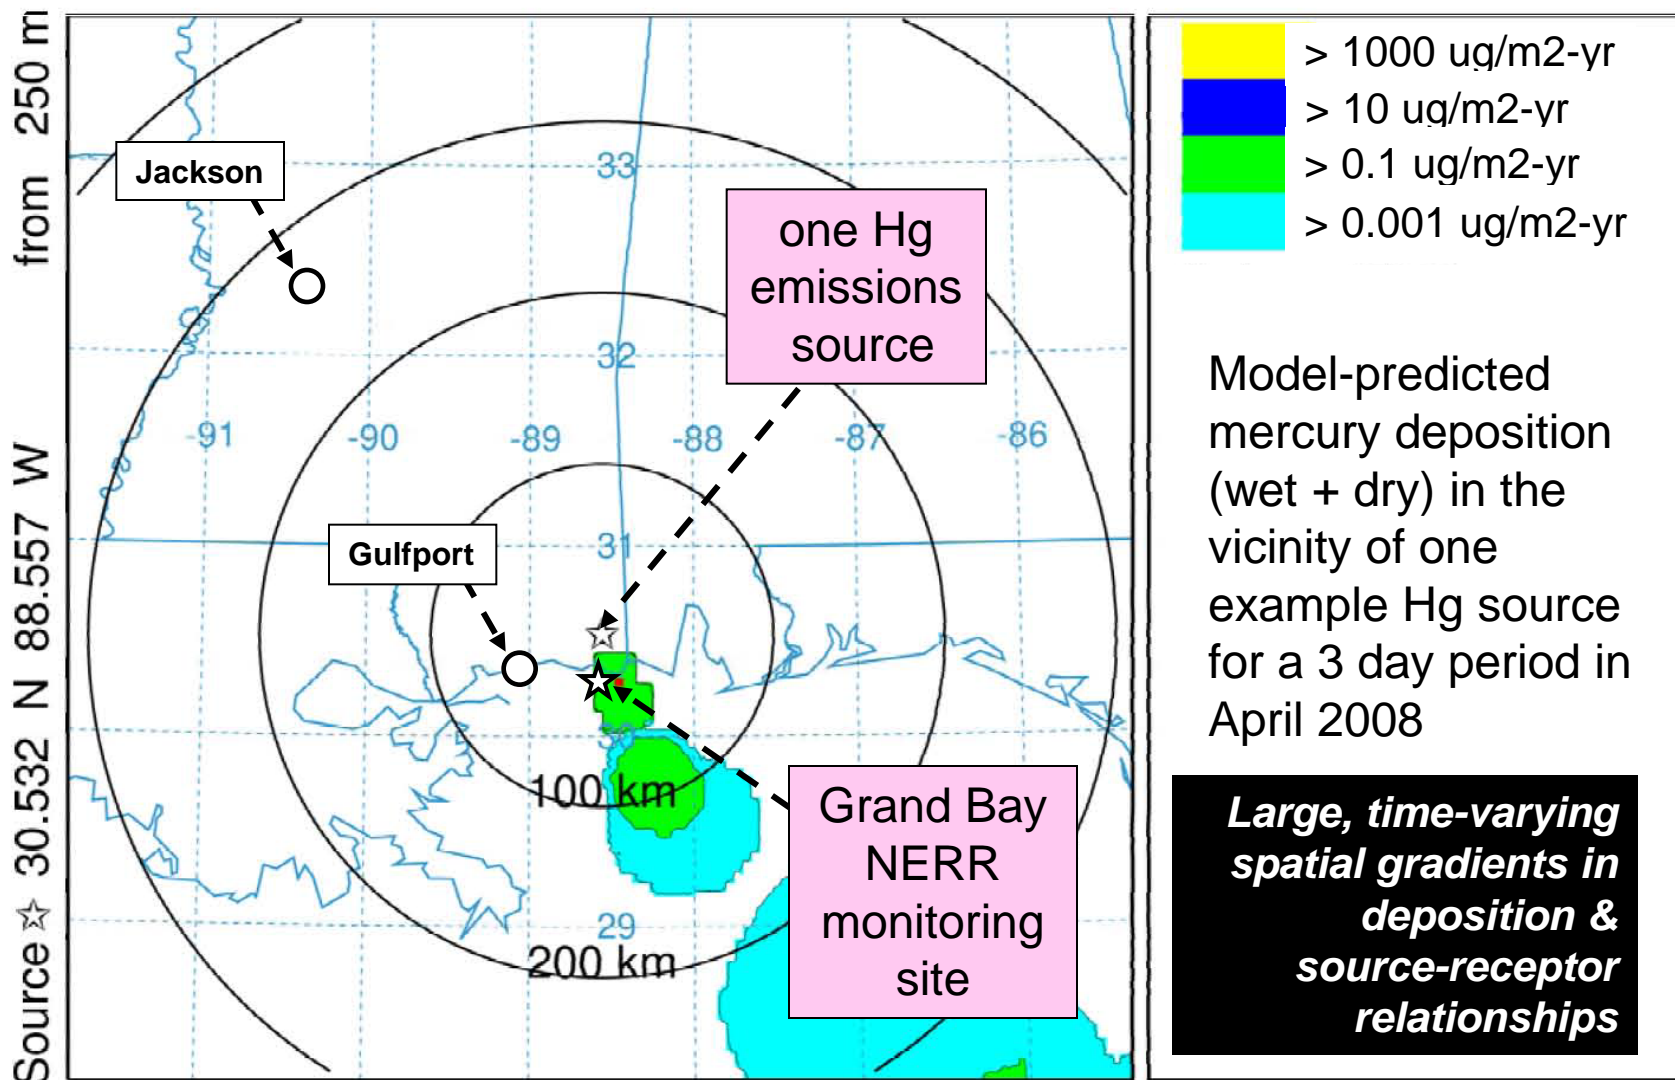 Source ☆ 30.532 N 88.557 W from 250 m
Jackson
33
one Hg
emissions
source
32
-91
-90
-89
-88
-87
-86
Gulfport
31
30
100 km
Grand Bay
NERR
monitoring
site
29
200 km
> 1000 ug/m2-yr
> 10 ug/m2-yr
> 0.1 ug/m2-yr
> 0.001 ug/m2-yr
Model-predicted
mercury deposition
(wet + dry) in the
vicinity of one
example Hg source
for a 3 day period in
April 2008
Large, time-varying
spatial gradients in
deposition &
source-receptor
relationships